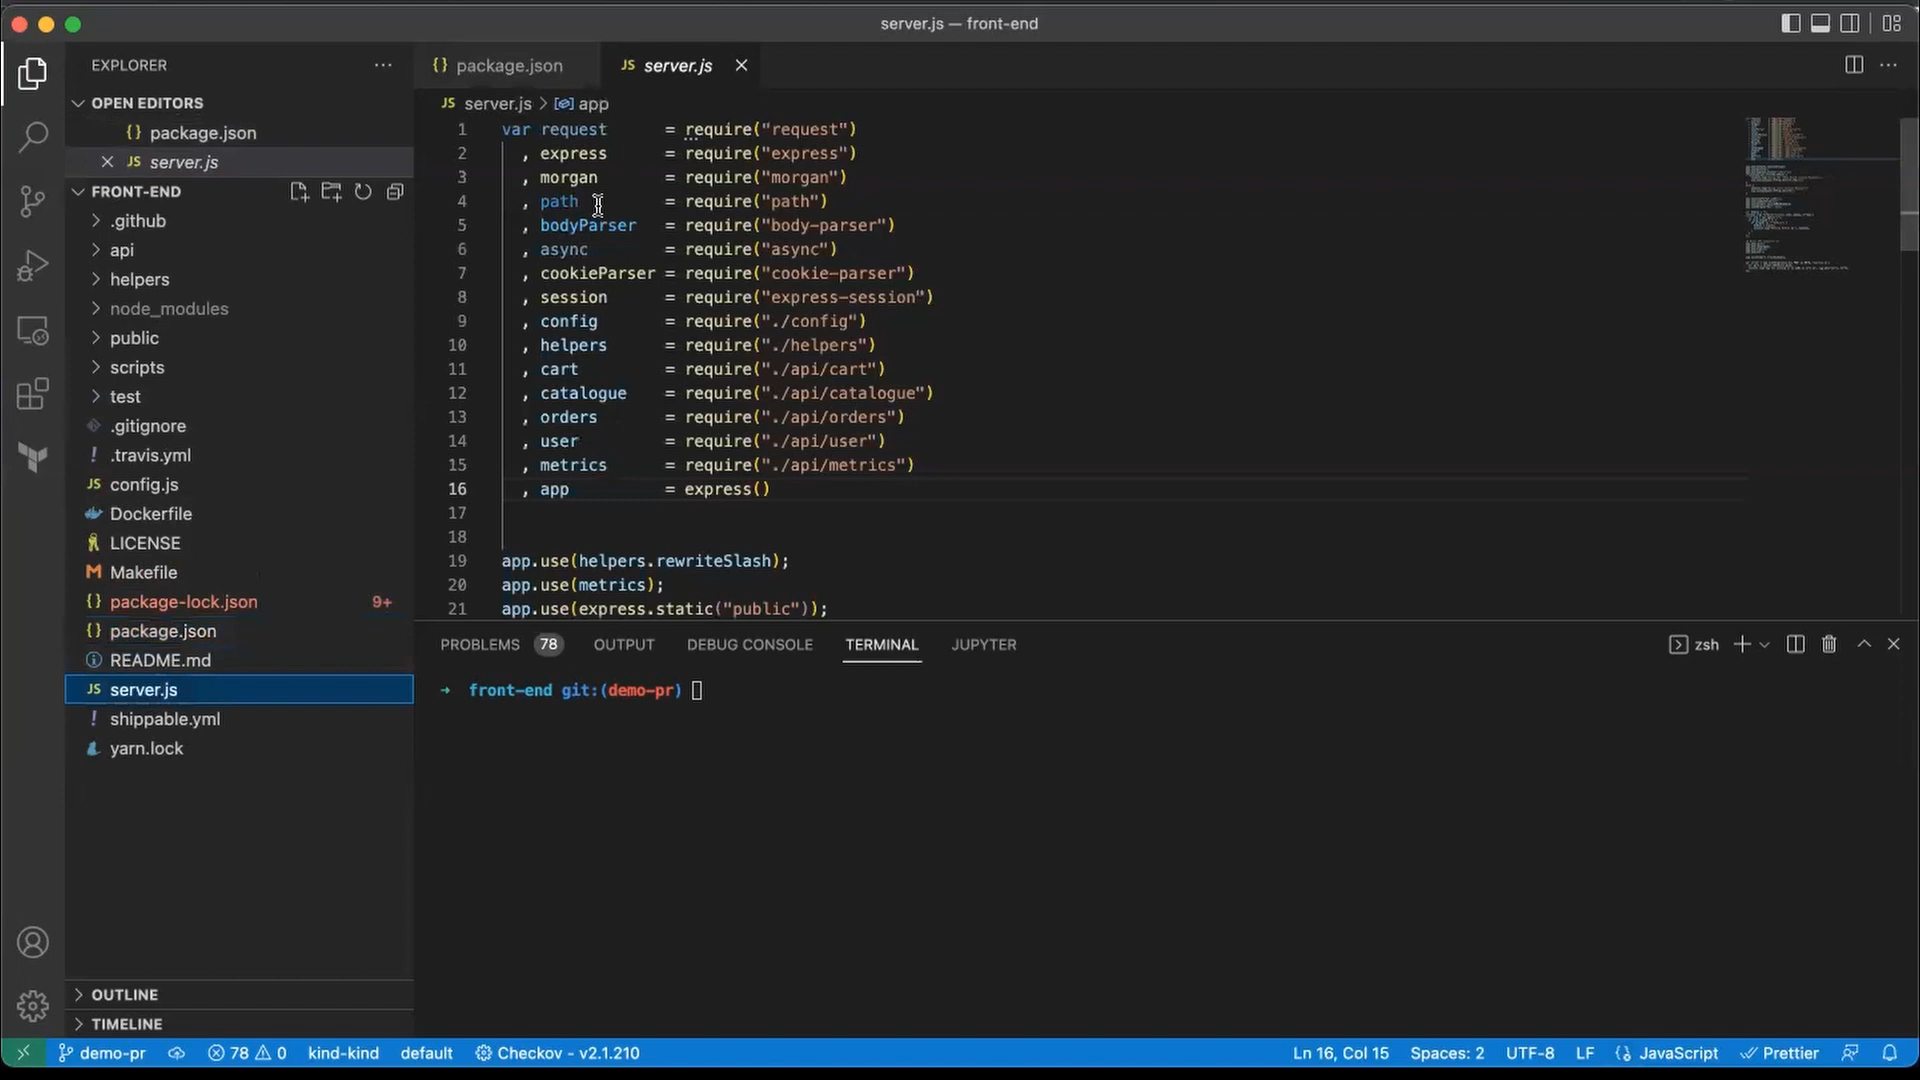 server.js — front-end
EXPLORER
OPEN EDITORS
{} package.json
JS server.js
FRONT-END
.github
api
helpers
node_modules
public
scripts
test
.gitignore
! .travis.yml
JS config.js
Dockerfile
LICENSE
M Makefile
{} package-lock.json 9+
{} package.json
README.md
JS server.js
! shippable.yml
yarn.lock
OUTLINE
TIMELINE
{} package.json JS server.js
JS server.js > app
1 var request = require("request")
2 , express = require("express")
3 , morgan = require("morgan")
4 , path = require("path")
5 , bodyParser = require("body-parser")
6 , async = require("async")
7 , cookieParser = require("cookie-parser")
8 , session = require("express-session")
9 , config = require("./config")
10 , helpers = require("./helpers")
11 , cart = require("./api/cart")
12 , catalogue = require("./api/catalogue")
13 , orders = require("./api/orders")
14 , user = require("./api/user")
15 , metrics = require("./api/metrics")
16 , app = express()
17
18
19 app.use(helpers.rewriteSlash);
20 app.use(metrics);
21 app.use(express.static("public"));
PROBLEMS 78 OUTPUT DEBUG CONSOLE TERMINAL JUPYTER zsh
→ front-end git:(demo-pr)
demo-pr 78 0 kind-kind default Checkov - v2.1.210 Ln 16, Col 15 Spaces: 2 UTF-8 LF {} JavaScript Prettier